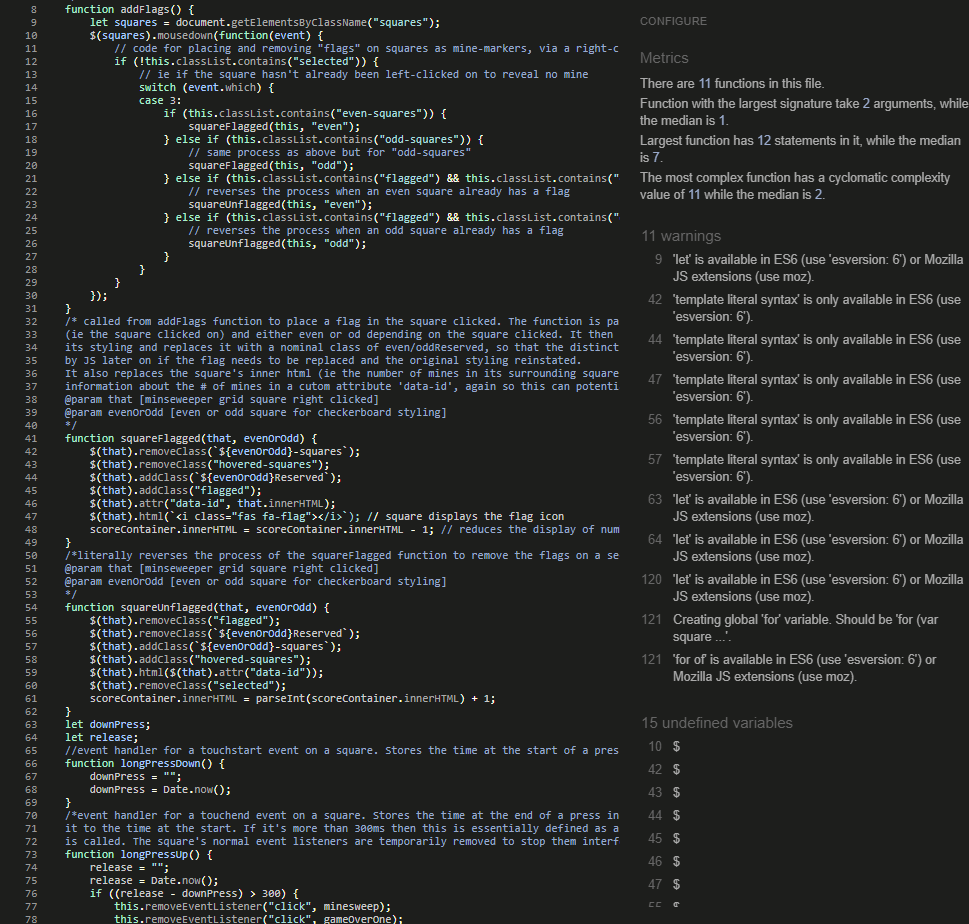 8 function addFlags() {
9 let squares = document.getElementsByClassName("squares");
10 $(squares).mousedown(function(event) {
11 // code for placing and removing "flags" on squares as mine-markers, via a right-c
12 if (!this.classList.contains("selected")) {
13 // ie if the square hasn't already been left-clicked on to reveal no mine
14 switch (event.which) {
15 case 3:
16 if (this.classList.contains("even-squares")) {
17 squareFlagged(this, "even");
18 } else if (this.classList.contains("odd-squares")) {
19 // same process as above but for "odd-squares"
20 squareFlagged(this, "odd");
21 } else if (this.classList.contains("flagged") && this.classList.contains("
22 // reverses the process when an even square already has a flag
23 squareUnflagged(this, "even");
24 } else if (this.classList.contains("flagged") && this.classList.contains("
25 // reverses the process when an odd square already has a flag
26 squareUnflagged(this, "odd");
27 }
28 }
29 }
30 });
31 }
32 /* called from addFlags function to place a flag in the square clicked. The function is pa
33 (ie the square clicked on) and either even or od depending on the square clicked. It then
34 its styling and replaces it with a nominal class of even/oddReserved, so that the distinct
35 by JS later on if the flag needs to be replaced and the original styling reinstated.
36 It also replaces the square's inner html (ie the number of mines in its surrounding square
37 information about the # of mines in a cutom attribute 'data-id', again so this can potenti
38 @param that [minseweeper grid square right clicked]
39 @param evenOrOdd [even or odd square for checkerboard styling]
40 */
41 function squareFlagged(that, evenOrOdd) {
42 $(that).removeClass(`${evenOrOdd}-squares`);
43 $(that).removeClass("hovered-squares");
44 $(that).addClass(`${evenOrOdd}Reserved`);
45 $(that).addClass("flagged");
46 $(that).attr("data-id", that.innerHTML);
47 $(that).html(`<i class="fas fa-flag"></i>`); // square displays the flag icon
48 scoreContainer.innerHTML = scoreContainer.innerHTML - 1; // reduces the display of num
49 }
50 /*literally reverses the process of the squareFlagged function to remove the flags on a se
51 @param that [minseweeper grid square right clicked]
52 @param evenOrOdd [even or odd square for checkerboard styling]
53 */
54 function squareUnflagged(that, evenOrOdd) {
55 $(that).removeClass("flagged");
56 $(that).removeClass(`${evenOrOdd}Reserved`);
57 $(that).addClass(`${evenOrOdd}-squares`);
58 $(that).addClass("hovered-squares");
59 $(that).html($(that).attr("data-id"));
60 $(that).removeClass("selected");
61 scoreContainer.innerHTML = parseInt(scoreContainer.innerHTML) + 1;
62 }
63 let downPress;
64 let release;
65 //event handler for a touchstart event on a square. Stores the time at the start of a pres
66 function longPressDown() {
67 downPress = "";
68 downPress = Date.now();
69 }
70 /*event handler for a touchend event on a square. Stores the time at the end of a press in
71 it to the time at the start. If it's more than 300ms then this is essentially defined as a
72 is called. The square's normal event listeners are temporarily removed to stop them interf
73 function longPressUp() {
74 release = "";
75 release = Date.now();
76 if ((release - downPress) > 300) {
77 this.removeEventListener("click", minesweep);
78 this.removeEventListener("click", gameOverOne);
CONFIGURE
Metrics
There are 11 functions in this file.
Function with the largest signature take 2 arguments, while
the median is 1.
Largest function has 12 statements in it, while the median
is 7.
The most complex function has a cyclomatic complexity
value of 11 while the median is 2.
11 warnings
9 'let' is available in ES6 (use 'esversion: 6') or Mozilla
JS extensions (use moz).
42 'template literal syntax' is only available in ES6 (use
'esversion: 6').
44 'template literal syntax' is only available in ES6 (use
'esversion: 6').
47 'template literal syntax' is only available in ES6 (use
'esversion: 6').
56 'template literal syntax' is only available in ES6 (use
'esversion: 6').
57 'template literal syntax' is only available in ES6 (use
'esversion: 6').
63 'let' is available in ES6 (use 'esversion: 6') or Mozilla
JS extensions (use moz).
64 'let' is available in ES6 (use 'esversion: 6') or Mozilla
JS extensions (use moz).
120 'let' is available in ES6 (use 'esversion: 6') or Mozilla
JS extensions (use moz).
121 Creating global 'for' variable. Should be 'for (var
square ...'.
121 'for of' is available in ES6 (use 'esversion: 6') or
Mozilla JS extensions (use moz).
15 undefined variables
10 $
42 $
43 $
44 $
45 $
46 $
47 $